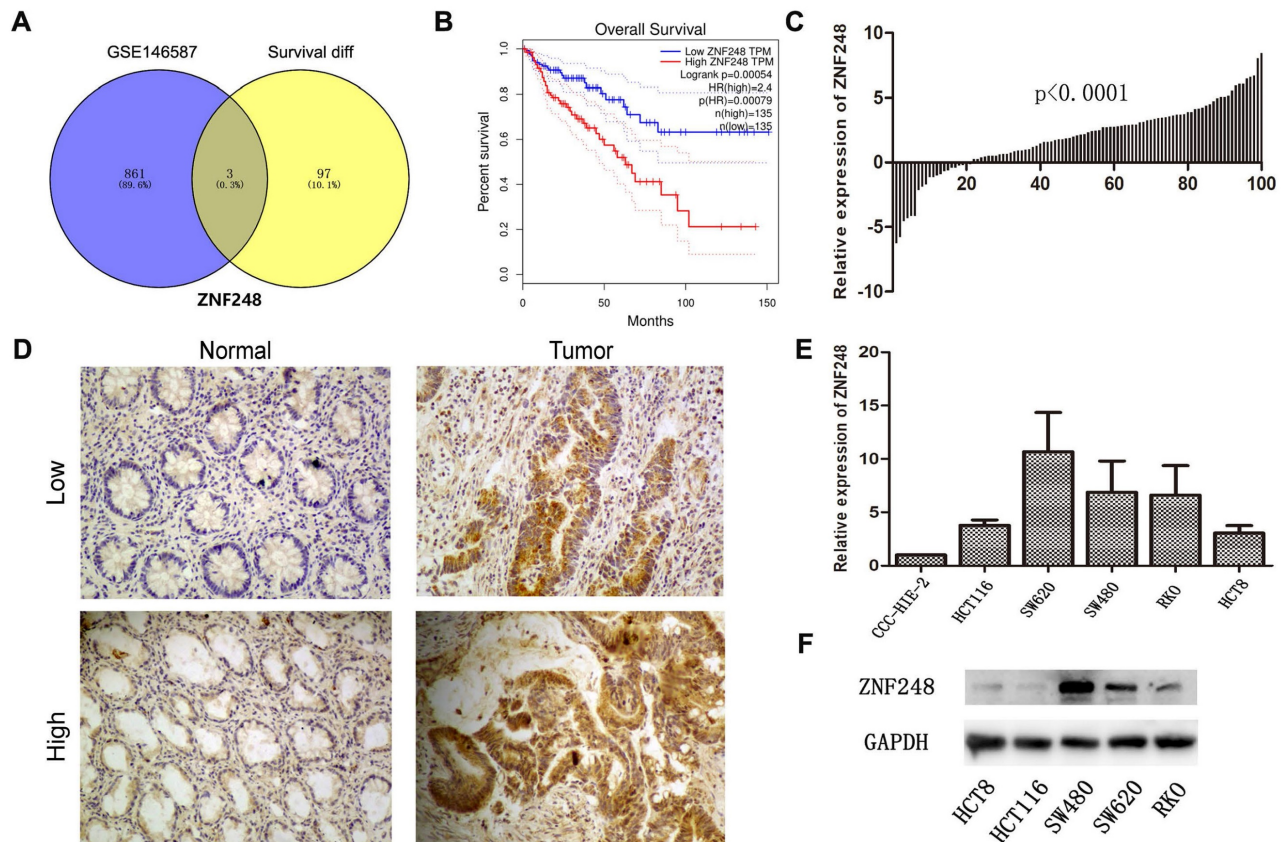 A
GSE146587
Survival diff
861
(89.6%)
3
(0.3%)
97
(10.1%)
ZNF248
B
Overall Survival
Low ZNF248 TPM
High ZNF248 TPM
Logrank p=0.00054
HR(high)=2.4
p(HR)=0.00079
n(high)=135
n(low)=135
Percent survival
1.0
0.8
0.6
0.4
0.2
0.0
0
50
100
150
Months
C
Relative expression of ZNF248
10
5
0
-5
-10
p<0.0001
20
40
60
80
100
D
Normal
Tumor
Low
High
E
Relative expression of ZNF248
20
15
10
5
0
CCC-HIE-2
HCT116
SW620
SW480
RKO
HCT8
F
ZNF248
GAPDH
HCT8
HCT116
SW480
SW620
RKO